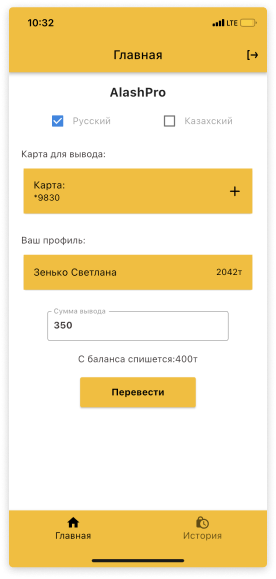 10:32 LTE
Главная
AlashPro
Русский Казахский
Карта для вывода:
Карта:
*9830
Ваш профиль:
Зенько Светлана 2042т
Сумма вывода
350
С баланса спишется:400т
Перевести
Главная История